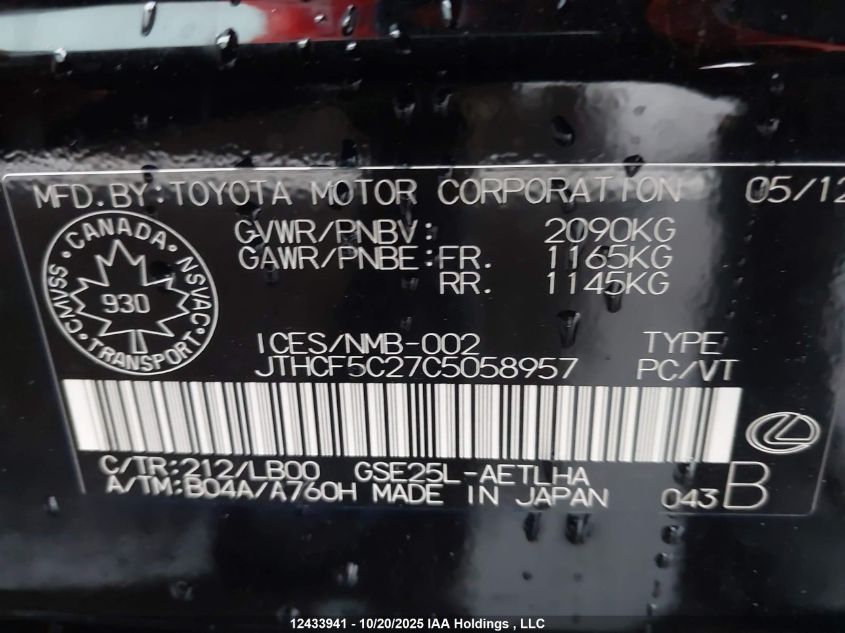 MFD.BY:TOYOTA MOTOR CORPORATION 05/12
GVWR/PNBV: 2090KG
GAWR/PNBE:FR. 1165KG
RR. 1145KG
CANADA
CMVSS 930 NSVAC
TRANSPORT
ICES/NMB-002 TYPE
JTHCF5C27C5058957 PC/VT
C/TR:212/LB00 GSE25L-AETLHA
A/TM:B04A/A760H MADE IN JAPAN 043B
12433941 - 10/20/2025 IAA Holdings , LLC